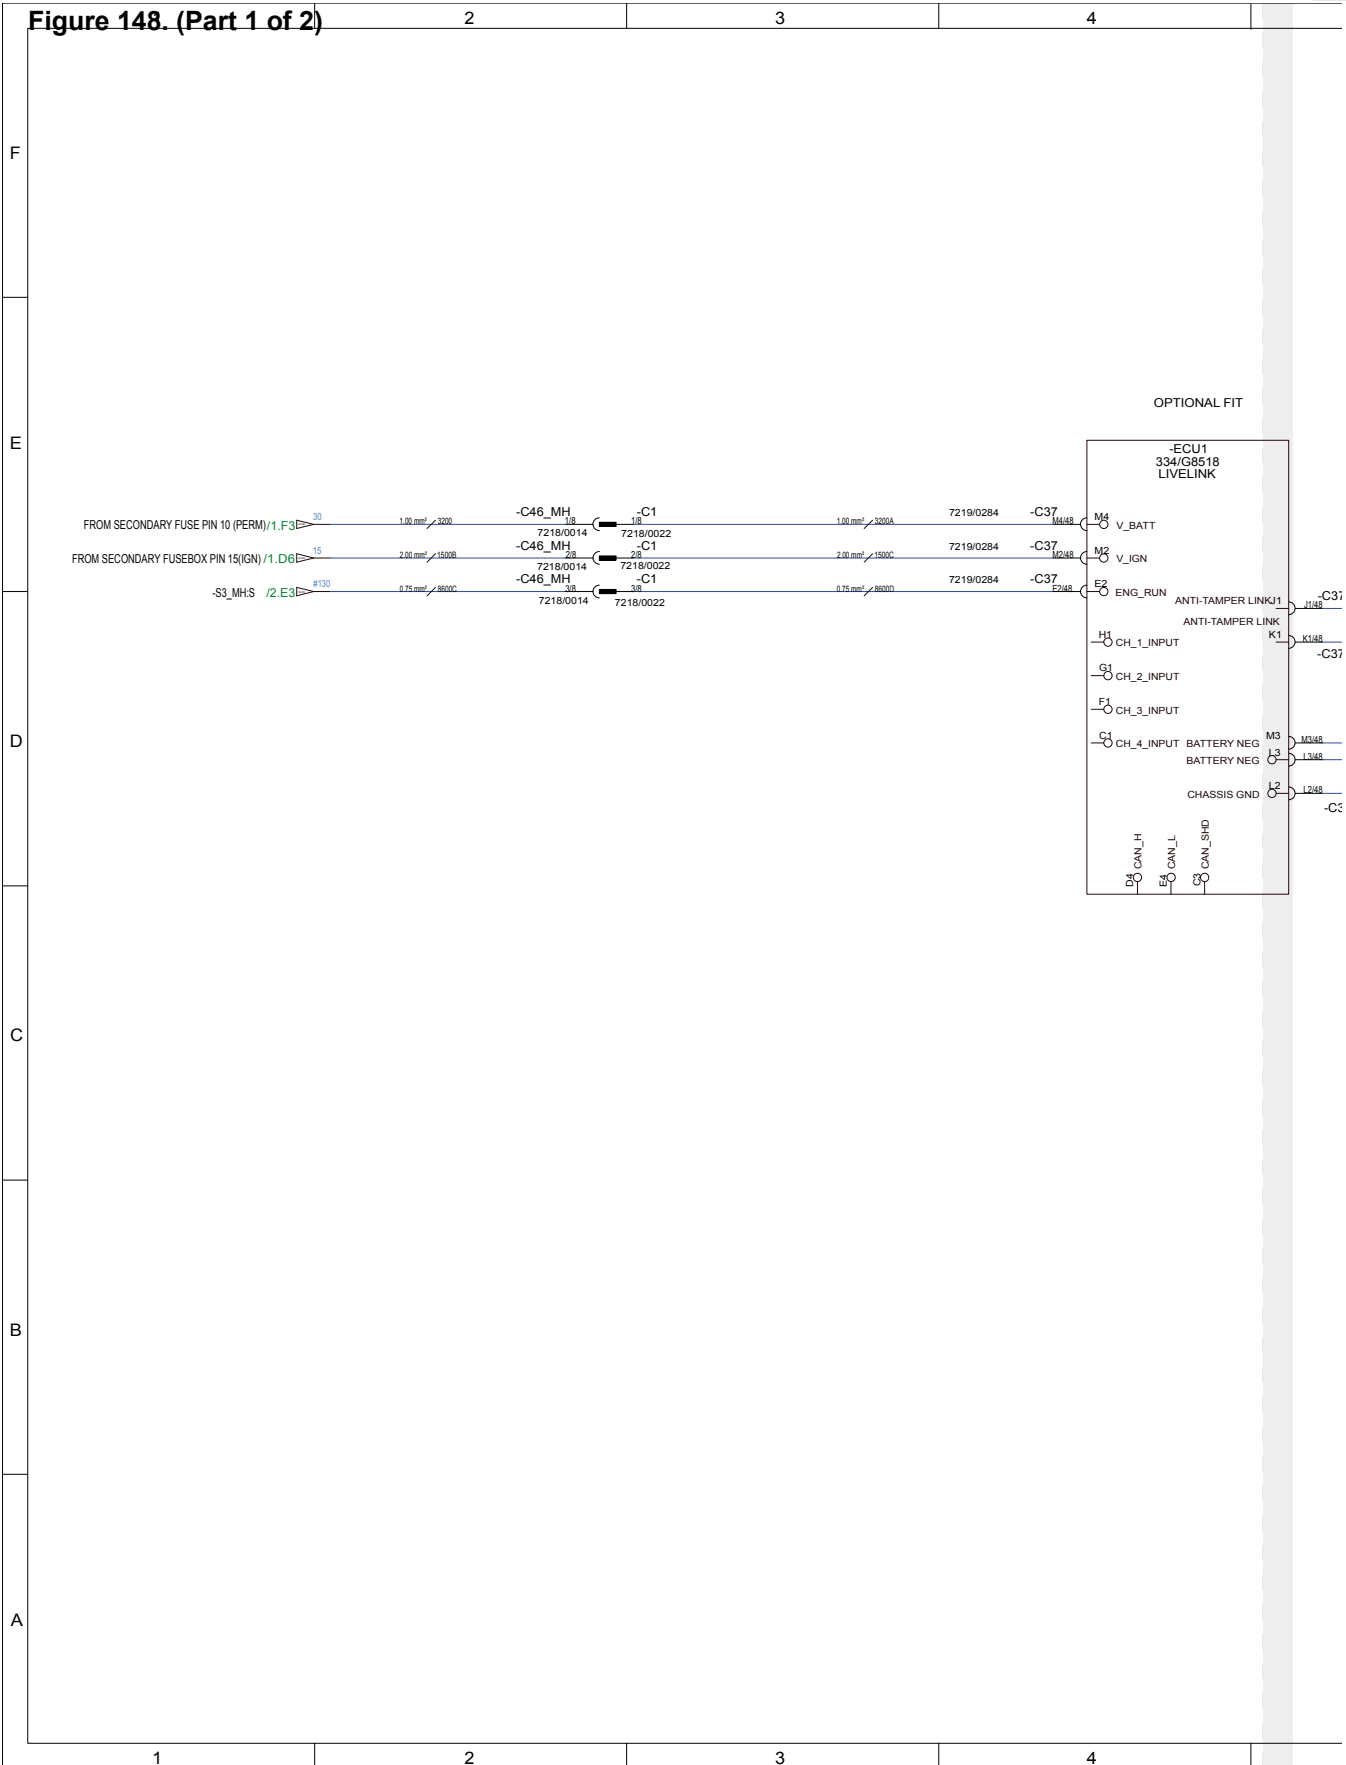 Figure 148. (Part 1 of 2)
2 3 4
F
OPTIONAL FIT
E
-ECU1
334/G8518
LIVELINK
FROM SECONDARY FUSE PIN 10 (PERM) /1.F3 30 1.00 mm² 3200 -C46_MH 1/8 7218/0014 -C1 1/8 7218/0022 1.00 mm² 3200A 7219/0284 -C37 M4/48 M4 V_BATT
FROM SECONDARY FUSEBOX PIN 15(IGN) /1.D6 15 2.00 mm² 1500B -C46_MH 2/8 7218/0014 -C1 2/8 7218/0022 2.00 mm² 1500C 7219/0284 -C37 M2/48 M2 V_IGN
-S3_MH:S /2.E3 #130 0.75 mm² 8600C -C46_MH 3/8 7218/0014 -C1 3/8 7218/0022 0.75 mm² 8600D 7219/0284 -C37 E2/48 E2 ENG_RUN
ANTI-TAMPER LINK J1 J1/48 -C37
ANTI-TAMPER LINK
H1 CH_1_INPUT K1 K1/48
-C37
G1 CH_2_INPUT
F1 CH_3_INPUT
D
C1 CH_4_INPUT BATTERY NEG M3 M3/48
BATTERY NEG L3 L3/48
CHASSIS GND L2 L2/48
-C3
D4 CAN_H
E4 CAN_L
C3 CAN_SHD
C
B
A
1 2 3 4